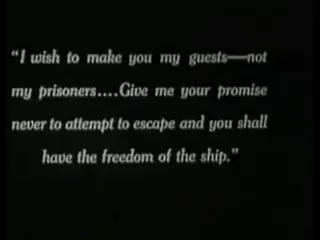 "I wish to make you my guests—not
my prisoners....Give me your promise
never to attempt to escape and you shall
have the freedom of the ship."